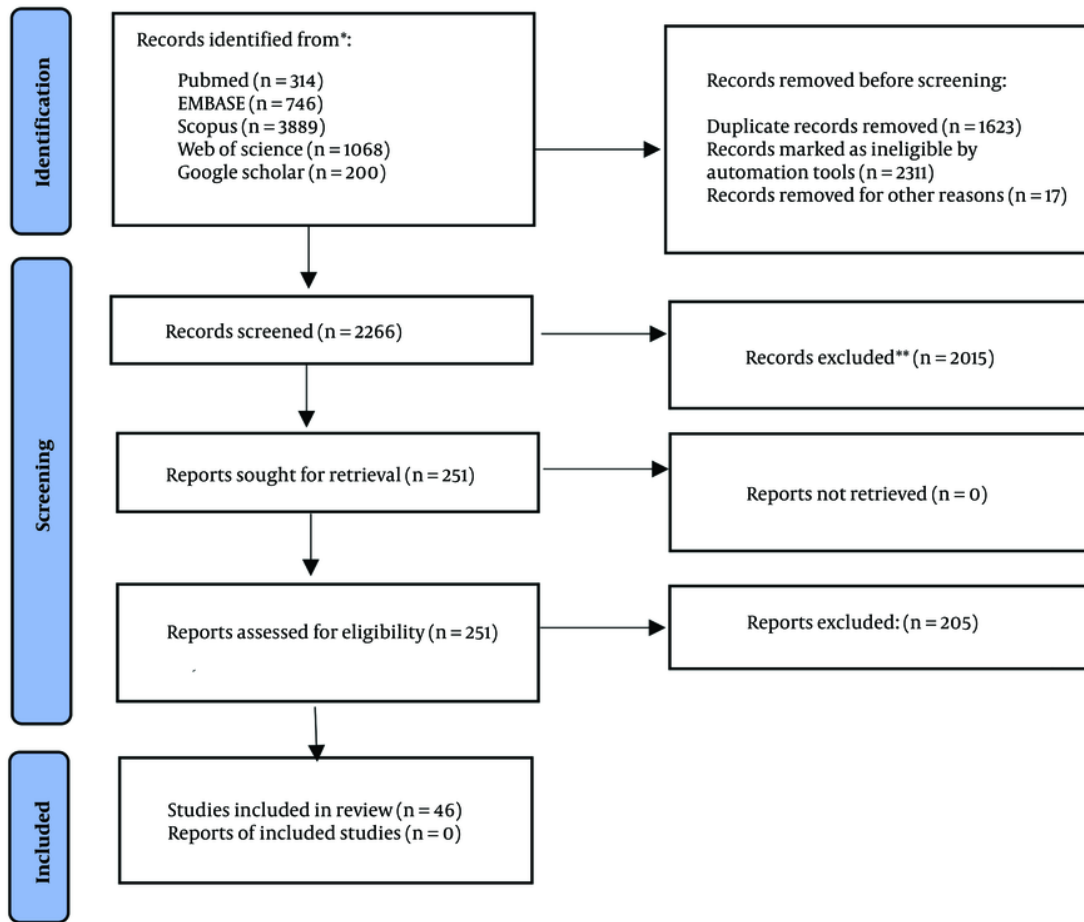 Identification
Records identified from*:
Pubmed (n = 314)
EMBASE (n = 746)
Scopus (n = 3889)
Web of science (n = 1068)
Google scholar (n = 200)
Records removed before screening:
Duplicate records removed (n = 1623)
Records marked as ineligible by
automation tools (n = 2311)
Records removed for other reasons (n = 17)
Screening
Records screened (n = 2266)
Records excluded** (n = 2015)
Reports sought for retrieval (n = 251)
Reports not retrieved (n = 0)
Reports assessed for eligibility (n = 251)
Reports excluded: (n = 205)
Included
Studies included in review (n = 46)
Reports of included studies (n = 0)